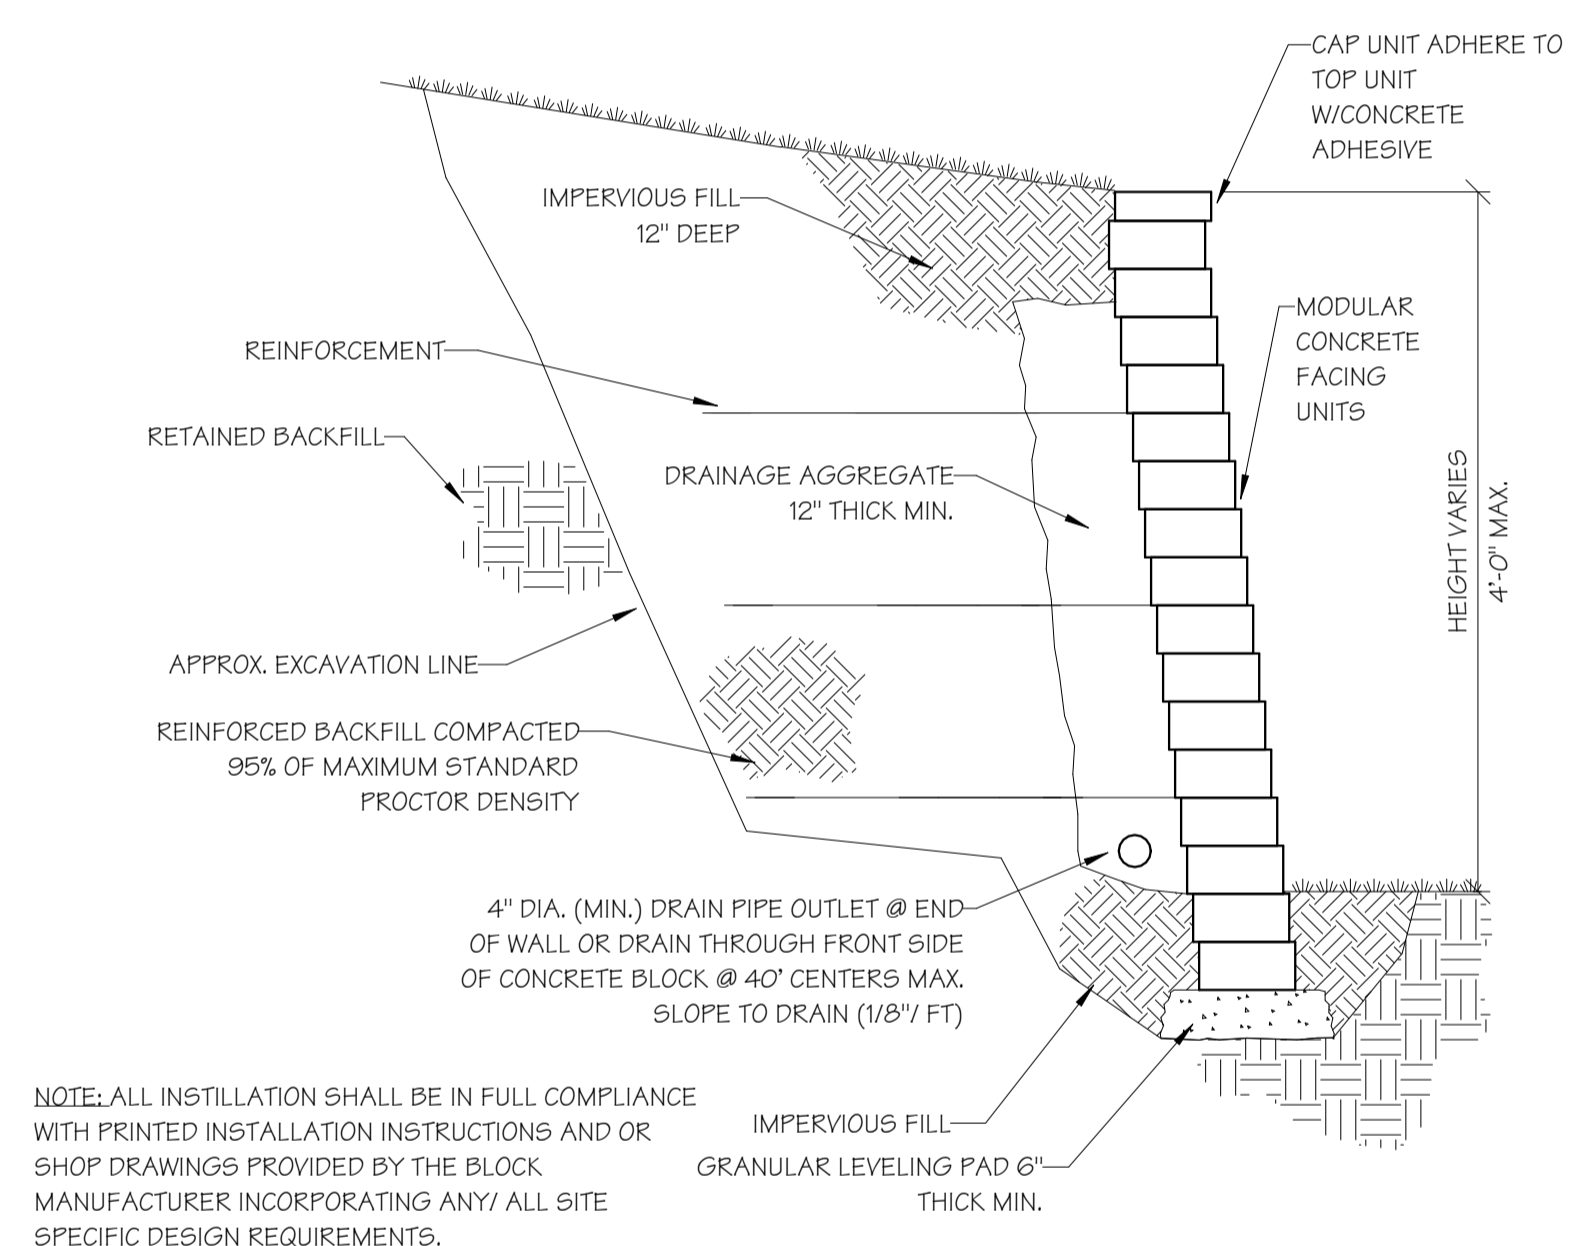 CAP UNIT ADHERE TO
TOP UNIT
W/CONCRETE
ADHESIVE
IMPERVIOUS FILL
12" DEEP
MODULAR
CONCRETE
FACING
UNITS
REINFORCEMENT
RETAINED BACKFILL
DRAINAGE AGGREGATE
12" THICK MIN.
HEIGHT VARIES
4'-0" MAX.
APPROX. EXCAVATION LINE
REINFORCED BACKFILL COMPACTED
95% OF MAXIMUM STANDARD
PROCTOR DENSITY
4" DIA. (MIN.) DRAIN PIPE OUTLET @ END
OF WALL OR DRAIN THROUGH FRONT SIDE
OF CONCRETE BLOCK @ 40' CENTERS MAX.
SLOPE TO DRAIN (1/8"/ FT)
IMPERVIOUS FILL
GRANULAR LEVELING PAD 6"
THICK MIN.
NOTE: ALL INSTILLATION SHALL BE IN FULL COMPLIANCE
WITH PRINTED INSTALLATION INSTRUCTIONS AND OR
SHOP DRAWINGS PROVIDED BY THE BLOCK
MANUFACTURER INCORPORATING ANY/ ALL SITE
SPECIFIC DESIGN REQUIREMENTS.